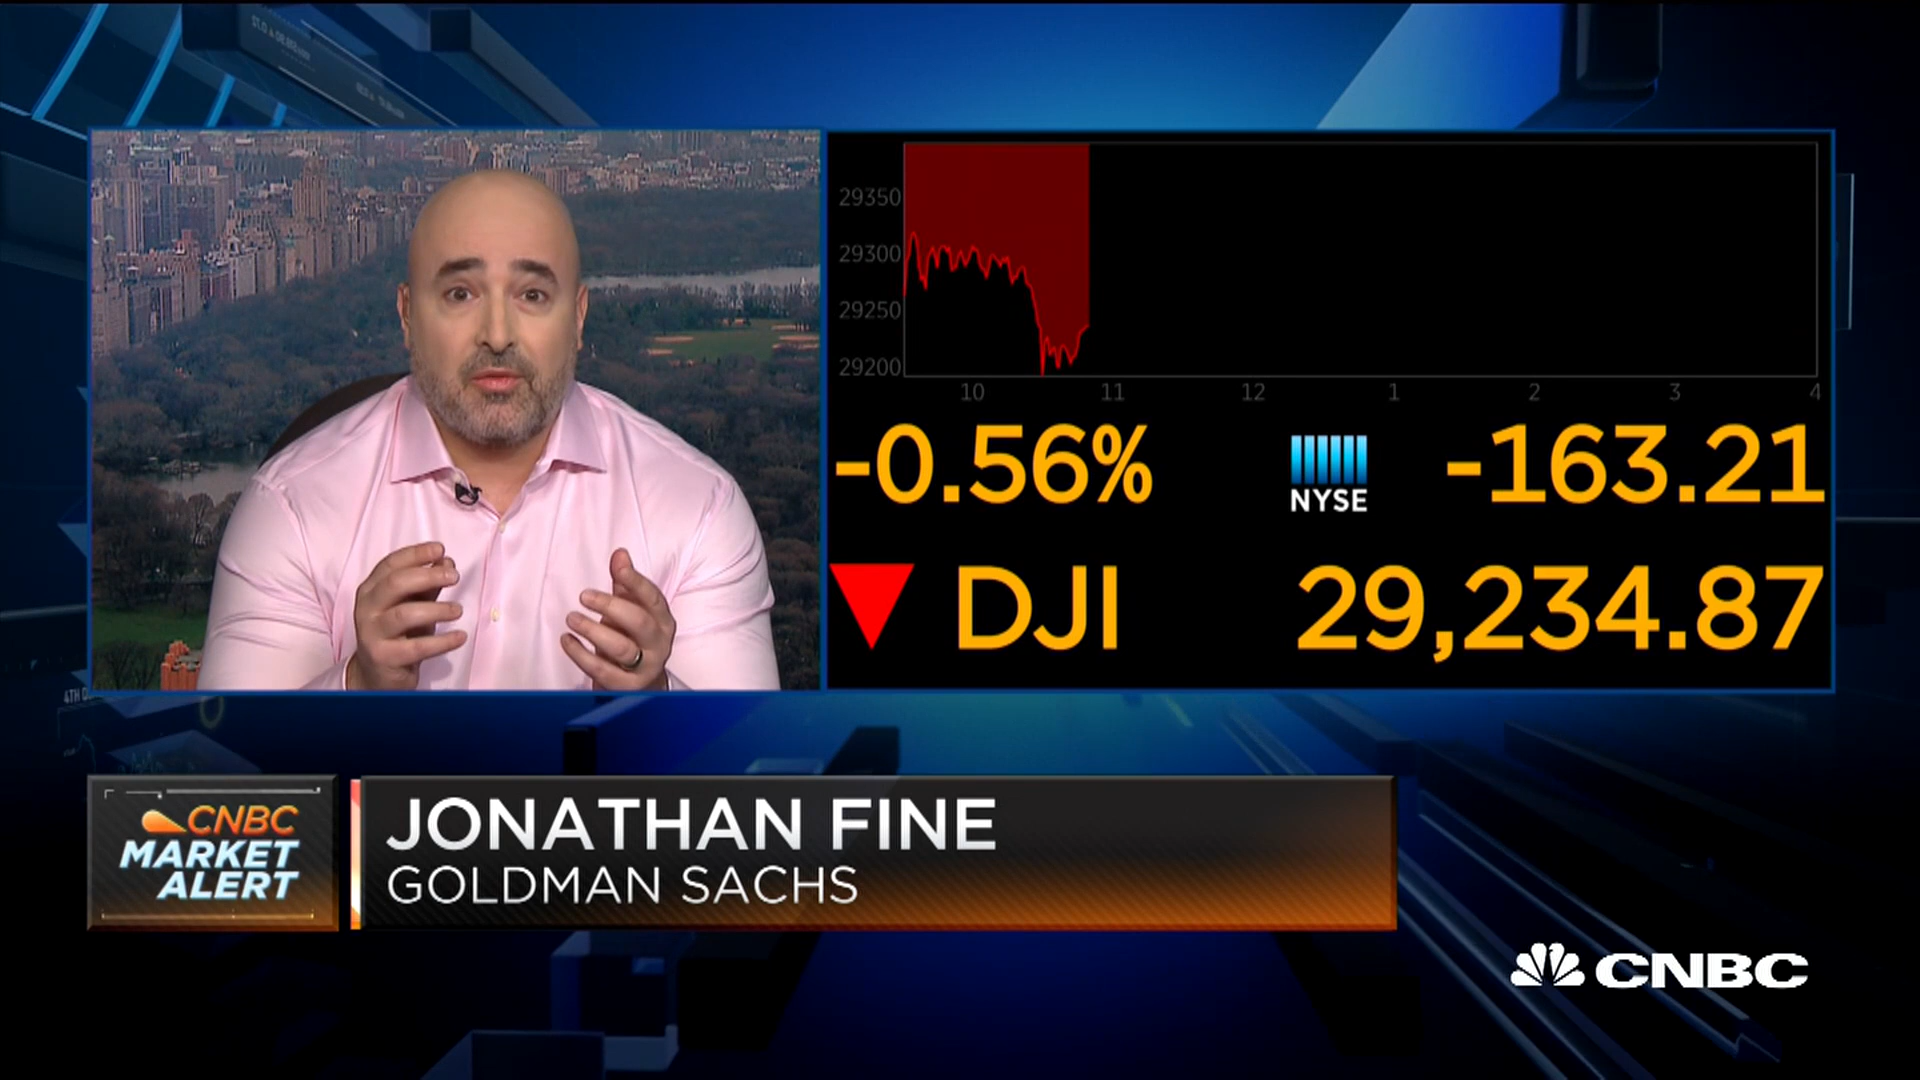 29350
29300
29250
29200
10 11 12 1 2 3 4
-0.56% NYSE -163.21
DJI 29,234.87
CNBC
MARKET
ALERT
JONATHAN FINE
GOLDMAN SACHS
CNBC